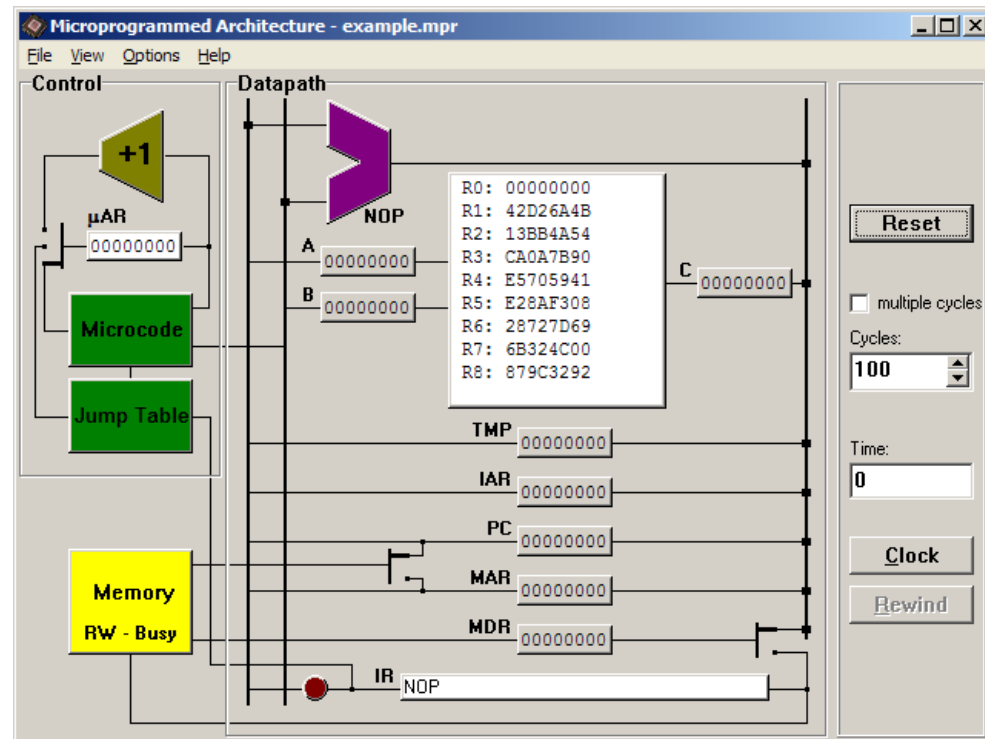 Microprogrammed Architecture - example.mpr
File View Options Help
Control
+1
µAR
00000000
Microcode
Jump Table
Memory
RW - Busy
Datapath
NOP
A 00000000
B 00000000
R0: 00000000
R1: 42D26A4B
R2: 13BB4A54
R3: CA0A7B90
R4: E5705941
R5: E28AF308
R6: 28727D69
R7: 6B324C00
R8: 879C3292
C 00000000
TMP 00000000
IAR 00000000
PC 00000000
MAR 00000000
MDR 00000000
IR NOP
Reset
multiple cycles
Cycles:
100
Time:
0
Clock
Rewind